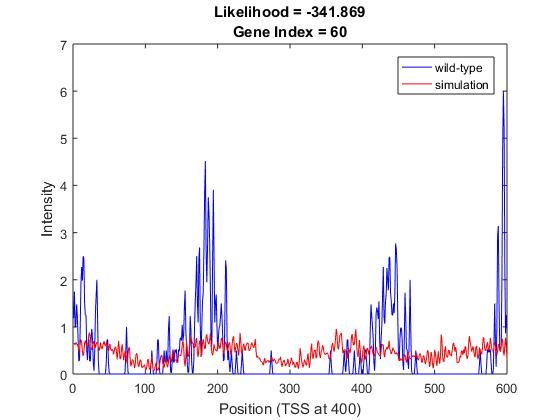 Likelihood = -341.869
Gene Index = 60
7
wild-type
6
simulation
5
4
Intensity
3
2
1
0
0 100 200 300 400 500 600
Position (TSS at 400)